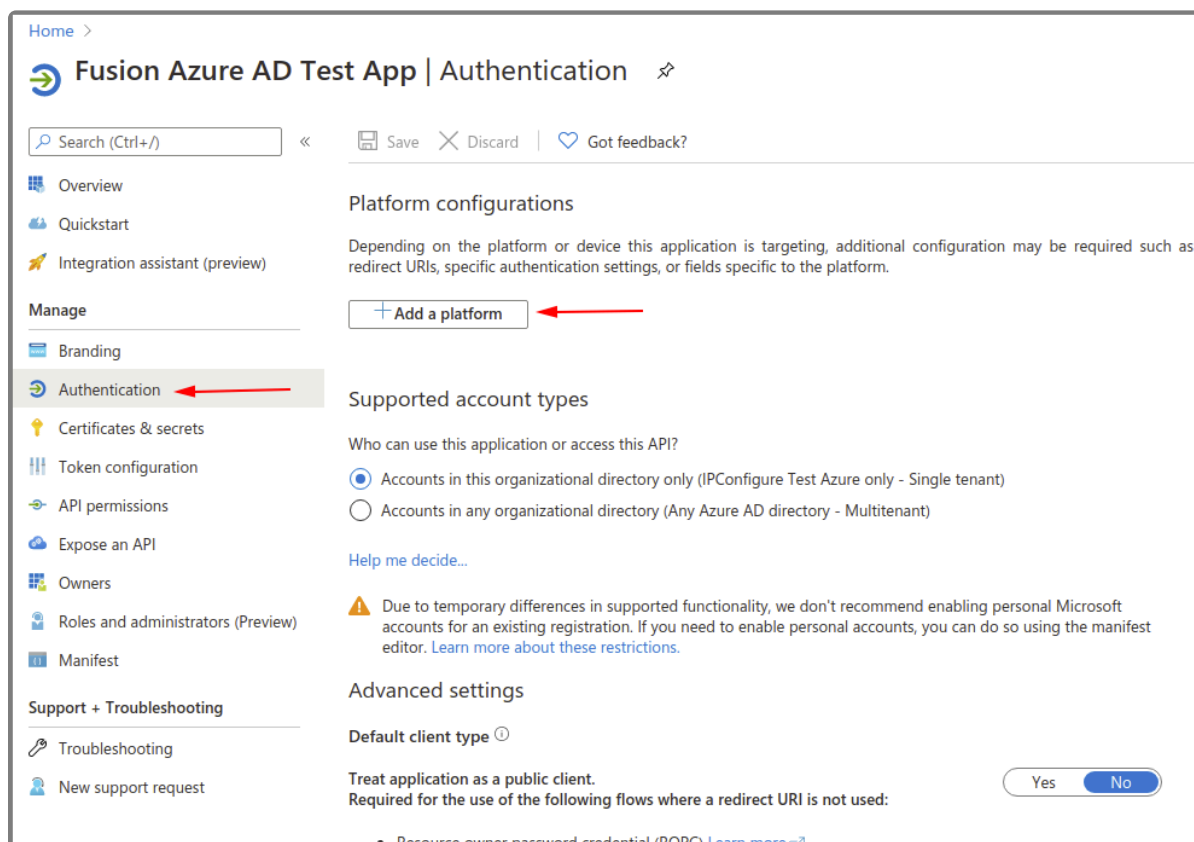 Home >
Fusion Azure AD Test App | Authentication
Search (Ctrl+/)
«
Save
Discard
Got feedback?
Overview
Quickstart
Integration assistant (preview)
Manage
Branding
Authentication
Certificates & secrets
Token configuration
API permissions
Expose an API
Owners
Roles and administrators (Preview)
Manifest
Support + Troubleshooting
Troubleshooting
New support request
Platform configurations
Depending on the platform or device this application is targeting, additional configuration may be required such as
redirect URIs, specific authentication settings, or fields specific to the platform.
+ Add a platform
Supported account types
Who can use this application or access this API?
Accounts in this organizational directory only (IPConfigure Test Azure only - Single tenant)
Accounts in any organizational directory (Any Azure AD directory - Multitenant)
Help me decide...
Due to temporary differences in supported functionality, we don't recommend enabling personal Microsoft
accounts for an existing registration. If you need to enable personal accounts, you can do so using the manifest
editor. Learn more about these restrictions.
Advanced settings
Default client type
Treat application as a public client.
Required for the use of the following flows where a redirect URI is not used:
Yes
No
• Resource owner password credential (ROPC) Learn more